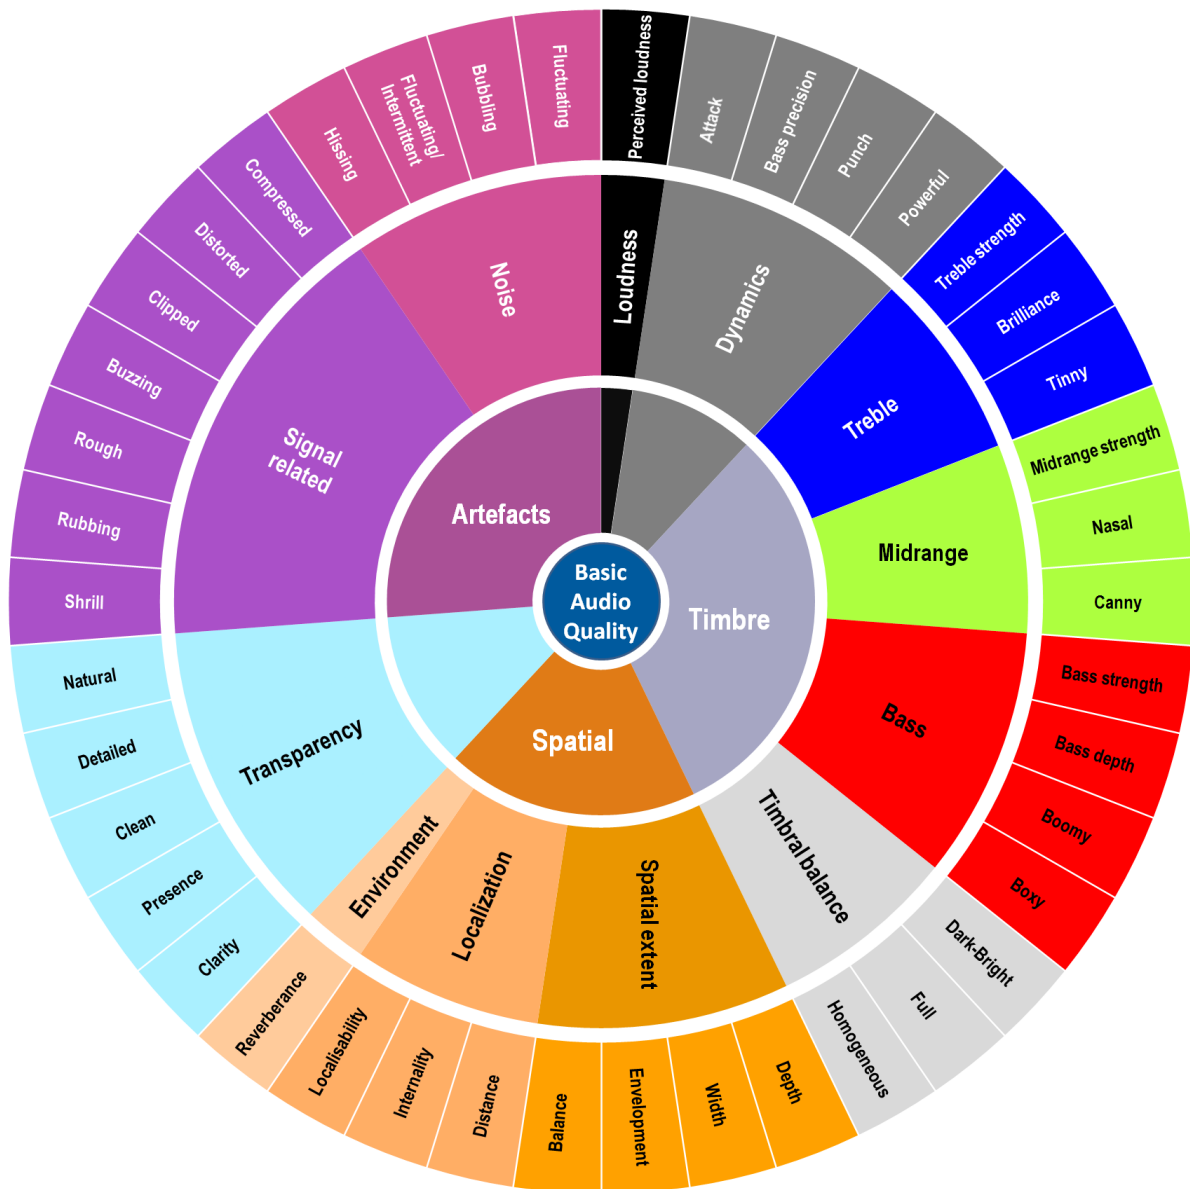 Basic
Audio
Quality
Artefacts
Timbre
Spatial
Loudness
Dynamics
Treble
Midrange
Bass
Timbral balance
Spatial extent
Localization
Environment
Transparency
Signal
related
Noise
Perceived loudness
Attack
Bass precision
Punch
Powerful
Treble strength
Brilliance
Tinny
Midrange strength
Nasal
Canny
Bass strength
Bass depth
Boomy
Boxy
Dark-Bright
Full
Homogeneous
Depth
Width
Envelopment
Balance
Distance
Internality
Localisability
Reverberance
Clarity
Presence
Clean
Detailed
Natural
Shrill
Rubbing
Rough
Buzzing
Clipped
Distorted
Compressed
Hissing
Fluctuating/
Intermittent
Bubbling
Fluctuating